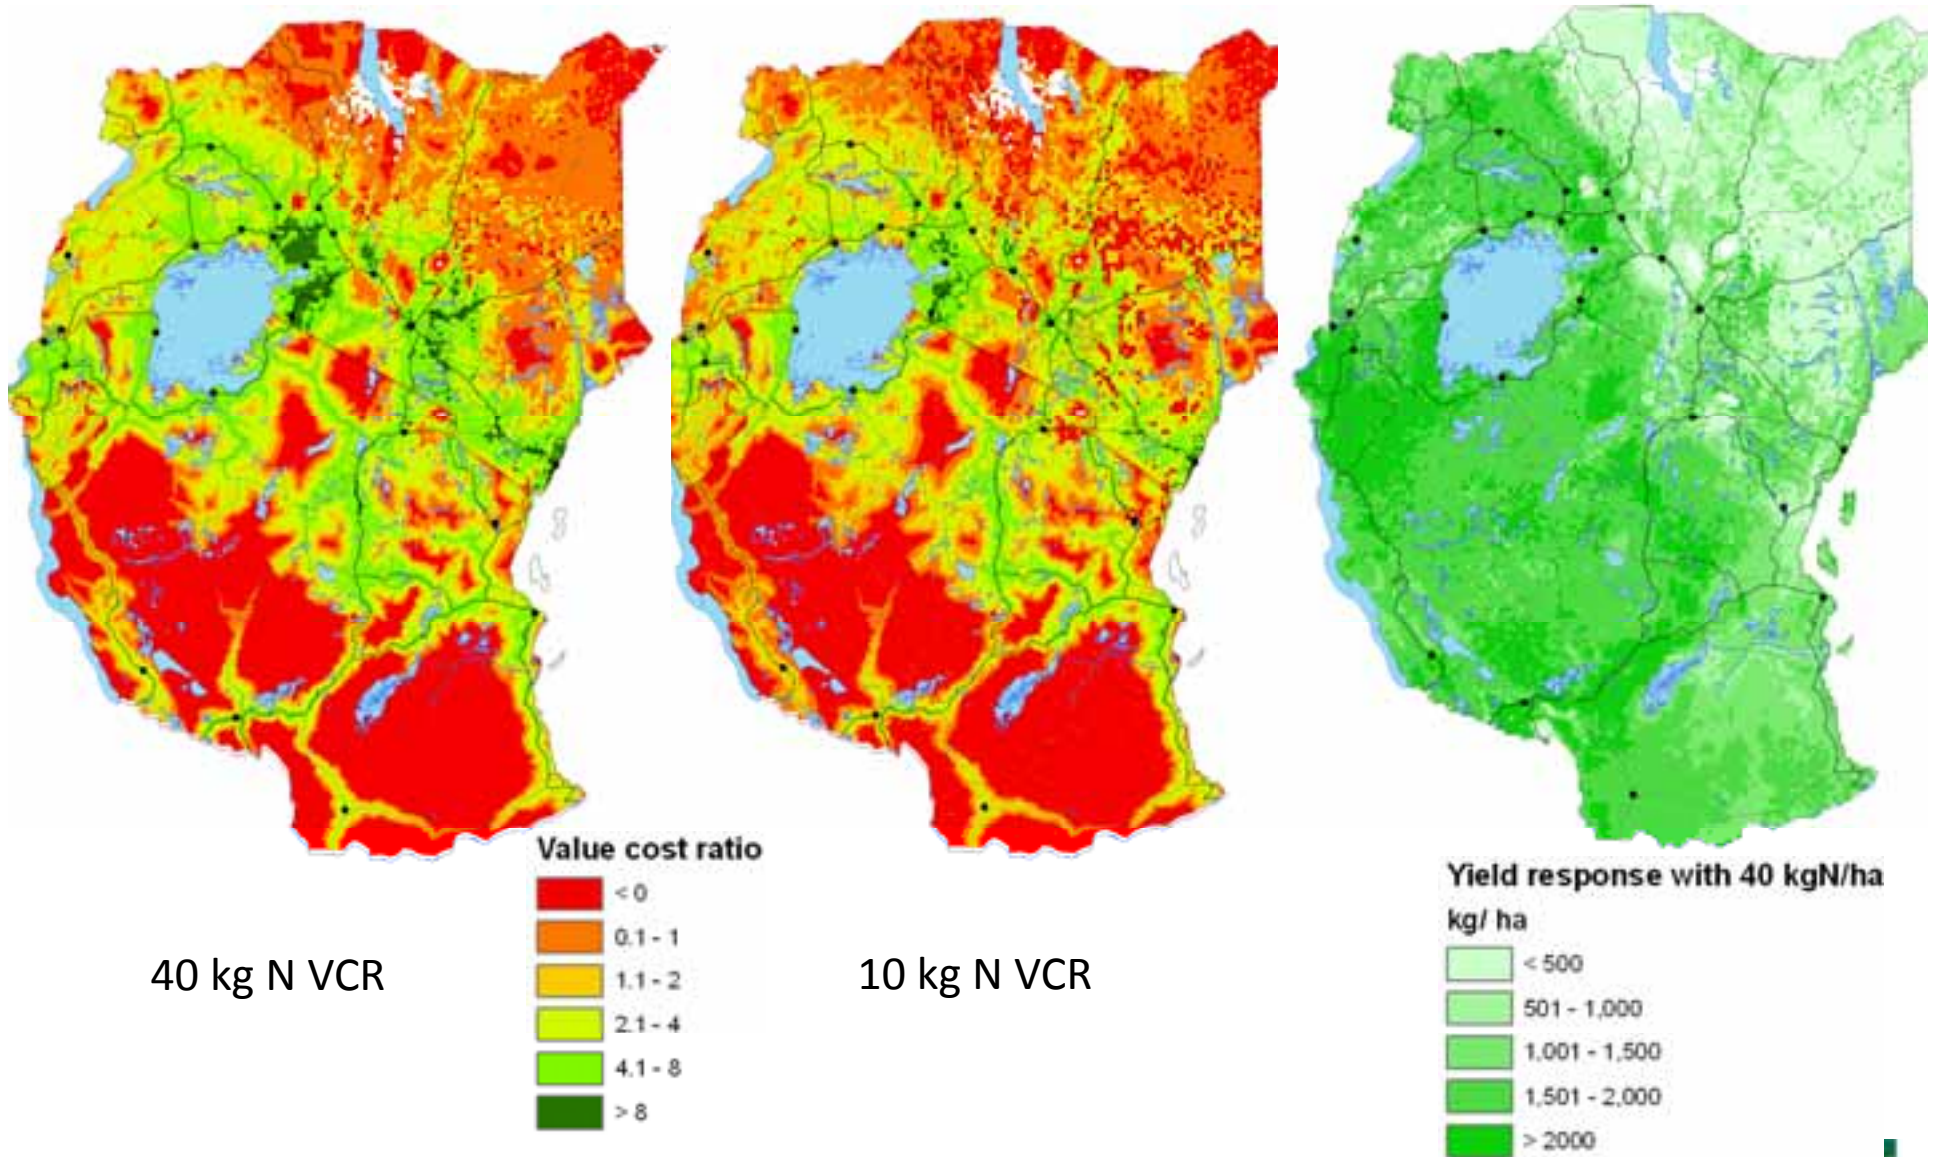 Value cost ratio
< 0
0.1 - 1
1.1 - 2
2.1 - 4
4.1 - 8
> 8
40 kg N VCR
10 kg N VCR
Yield response with 40 kgN/ha
kg/ ha
< 500
501 - 1,000
1,001 - 1,500
1,501 - 2,000
> 2000